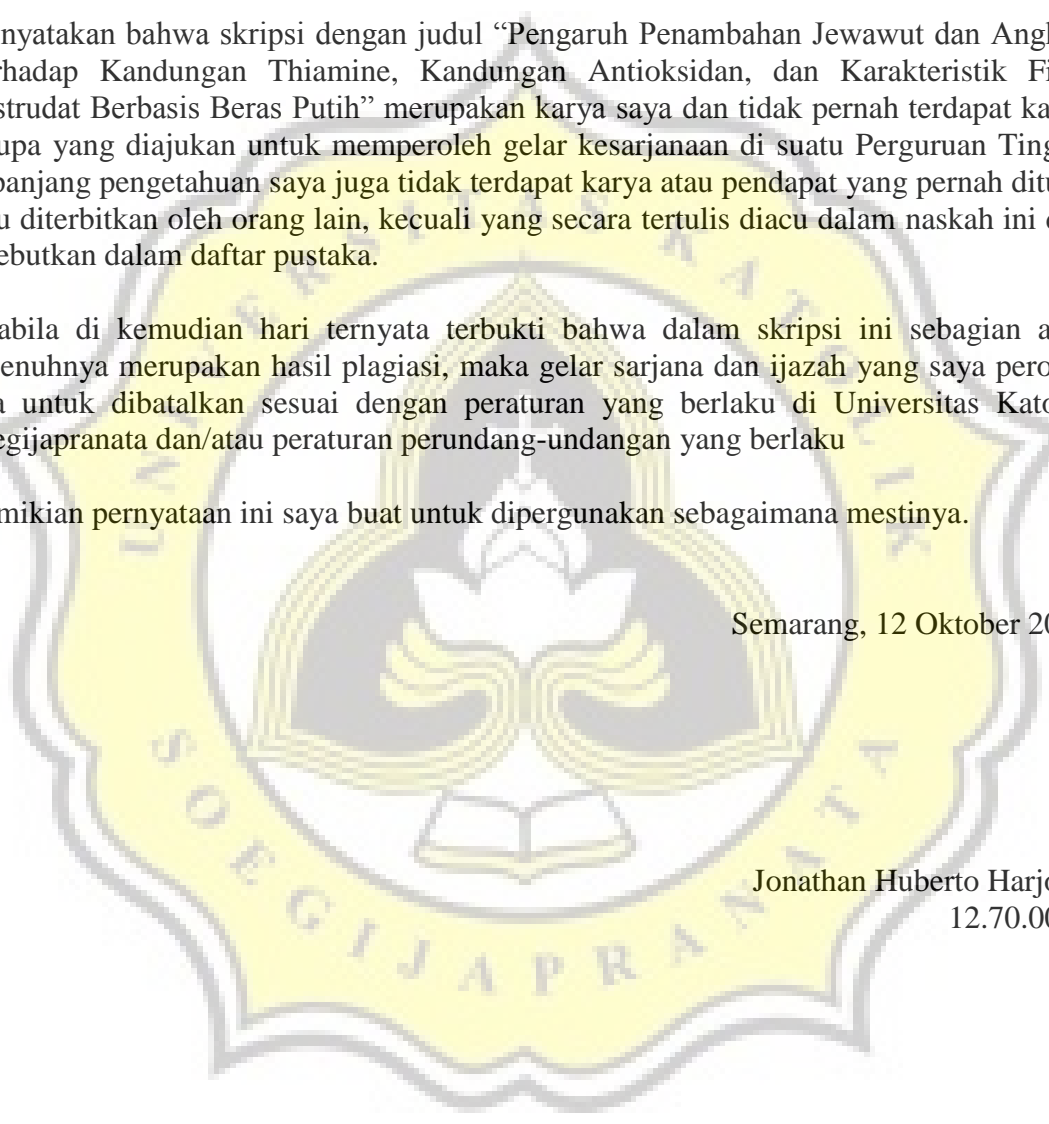 nyatakan bahwa skripsi dengan judul “Pengaruh Penambahan Jewawut dan Angk
rhadap Kandungan Thiamine, Kandungan Antioksidan, dan Karakteristik Fi
strudat Berbasis Beras Putih” merupakan karya saya dan tidak pernah terdapat ka
upa yang diajukan untuk memperoleh gelar kesarjanaan di suatu Perguruan Ting
panjang pengetahuan saya juga tidak terdapat karya atau pendapat yang pernah ditu
u diterbitkan oleh orang lain, kecuali yang secara tertulis diacu dalam naskah ini
ebutkan dalam daftar pustaka.
abila di kemudian hari ternyata terbukti bahwa dalam skripsi ini sebagian a
enuhnya merupakan hasil plagiasi, maka gelar sarjana dan ijazah yang saya pero
a untuk dibatalkan sesuai dengan peraturan yang berlaku di Universitas Kato
egijapranata dan/atau peraturan perundang-undangan yang berlaku
mikian pernyataan ini saya buat untuk dipergunakan sebagaimana mestinya.
Semarang, 12 Oktober 20
Jonathan Huberto Harjo
12.70.00
UNIVERSITAS KATOLIK
SOEGIJAPRANATA